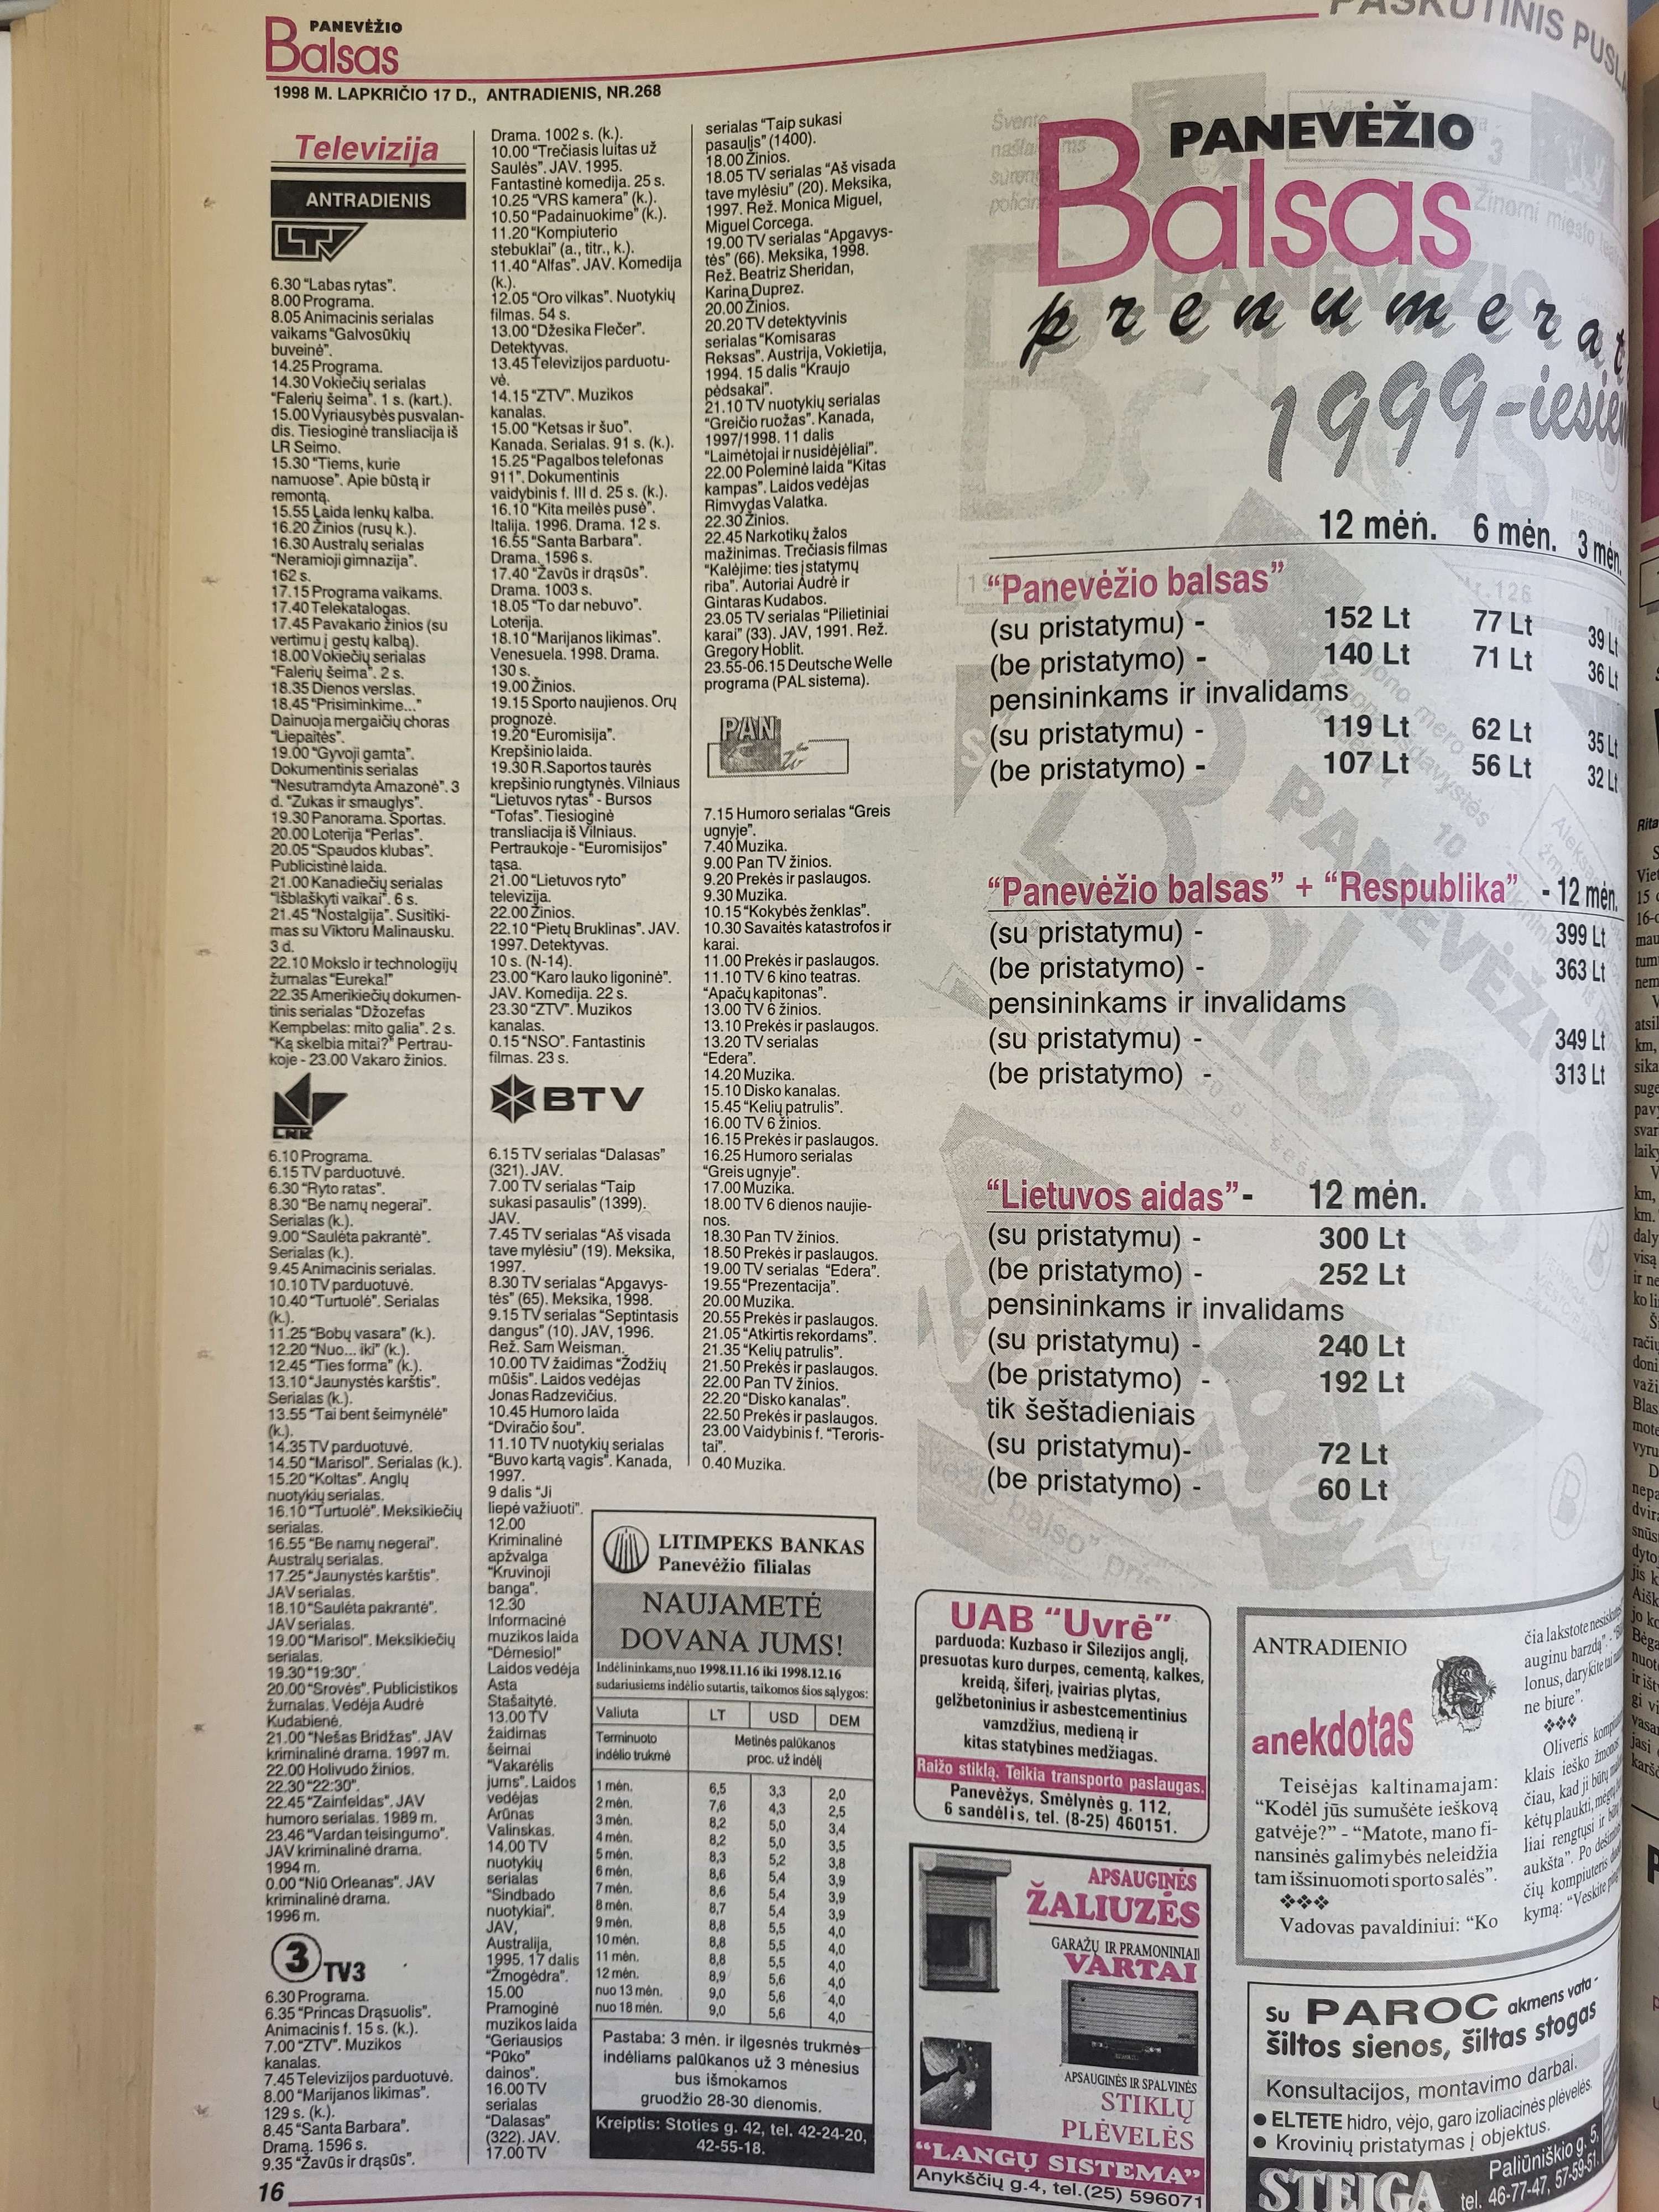 PANEVĖŽIO
Balsas
1998 M. LAPKRIČIO 17 D., ANTRADIENIS, NR.268
Televizija
ANTRADIENIS
LTV
6.30 “Labas rytas”.
8.00 Programa.
8.05 Animacinis serialas
vaikams “Galvosūkių
buveinė”.
14.25 Programa.
14.30 Vokiečių serialas
“Falerių šeima”. 1 s. (kart.).
15.00 Vyriausybės pusvalan-
dis. Tiesioginė transliacija iš
LR Seimo.
15.30 “Tiems, kurie
namuose”. Apie būstą ir
remontą.
15.55 Laida lenkų kalba.
16.20 Žinios (rusų k.).
16.30 Australų serialas
“Neramioji gimnazija”.
162 s.
17.15 Programa vaikams.
17.40 Telekatalogas.
17.45 Pavakario žinios (su
vertimu į gestų kalbą).
18.00 Vokiečių serialas
“Falerių šeima”. 2 s.
18.35 Dienos verslas.
18.45 “Prisiminkime...”
Dainuoja mergaičių choras
“Liepaitės”.
19.00 “Gyvoji gamta”.
Dokumentinis serialas
“Nesutramdyta Amazonė”. 3
d. “Zukas ir smauglys”.
19.30 Panorama. Sportas.
20.00 Loterija “Perlas”.
20.05 “Spaudos klubas”.
Publicistinė laida.
21.00 Kanadiečių serialas
“Išblaškyti vaikai”. 6 s.
21.45 “Nostalgija”. Susitiki-
mas su Viktoru Malinausku.
3 d.
22.10 Mokslo ir technologijų
žurnalas “Eureka!”
22.35 Amerikiečių dokumen-
tinis serialas “Džozefas
Kempbelas: mito galia”. 2 s.
“Ką skelbia mitai?” Pertrau-
koje - 23.00 Vakaro žinios.
LNK
6.10 Programa.
6.15 TV parduotuvė.
6.30 “Ryto ratas”.
8.30 “Be namų negerai”.
Serialas (k.).
9.00 “Saulėta pakrantė”.
Serialas (k.).
9.45 Animacinis serialas.
10.10 TV parduotuvė.
10.40 “Turtuolė”. Serialas
(k.).
11.25 “Bobų vasara” (k.).
12.20 “Nuo... iki” (k.).
12.45 “Ties forma” (k.).
13.10 “Jaunystės karštis”.
Serialas (k.).
13.55 “Tai bent šeimynėlė”
(k.).
14.35 TV parduotuvė.
14.50 “Marisol”. Serialas (k.).
15.20 “Koltas”. Anglų
nuotykių serialas.
16.10 “Turtuolė”. Meksikiečių
serialas.
16.55 “Be namų negerai”.
Australų serialas.
17.25 “Jaunystės karštis”.
JAV serialas.
18.10 “Saulėta pakrantė”.
JAV serialas.
19.00 “Marisol”. Meksikiečių
serialas.
19.30 “19:30”.
20.00 “Srovės”. Publicistikos
žurnalas. Vedėja Audrė
Kudabienė.
21.00 “Nešas Bridžas”. JAV
kriminalinė drama. 1997 m.
22.00 Holivudo žinios.
22.30 “22:30”.
22.45 “Zainfeldas”. JAV
humoro serialas. 1989 m.
23.46 “Vardan teisingumo”.
JAV kriminalinė drama.
1994 m.
0.00 “Niū Orleanas”. JAV
kriminalinė drama.
1996 m.
3 TV3
6.30 Programa.
6.35 “Princas Drąsuolis”.
Animacinis f. 15 s. (k.).
7.00 “ZTV”. Muzikos
kanalas.
7.45 Televizijos parduotuvė.
8.00 “Marijanos likimas”.
129 s. (k.).
8.45 “Santa Barbara”.
Drama. 1596 s.
9.35 “Žavūs ir drąsūs”.
Drama. 1002 s. (k.).
10.00 “Trečiasis luitas už
Saulės”. JAV. 1995.
Fantastinė komedija. 25 s.
10.25 “VRS kamera” (k.).
10.50 “Padainuokime” (k.).
11.20 “Kompiuterio
stebuklai” (a., titr., k.).
11.40 “Alfas”. JAV. Komedija
(k.).
12.05 “Oro vilkas”. Nuotykių
filmas. 54 s.
13.00 “Džesika Flečer”.
Detektyvas.
13.45 Televizijos parduotu-
vė.
14.15 “ZTV”. Muzikos
kanalas.
15.00 “Ketsas ir šuo”.
Kanada. Serialas. 91 s. (k.).
15.25 “Pagalbos telefonas
911”. Dokumentinis
vaidybinis f. III d. 25 s. (k.).
16.10 “Kita meilės pusė”.
Italija. 1996. Drama. 12 s.
16.55 “Santa Barbara”.
Drama. 1596 s.
17.40 “Žavūs ir drąsūs”.
Drama. 1003 s.
18.05 “To dar nebuvo”.
Loterija.
18.10 “Marijanos likimas”.
Venesuela. 1998. Drama.
130 s.
19.00 Žinios.
19.15 Sporto naujienos. Orų
prognozė.
19.20 “Euromisija”.
Krepšinio laida.
19.30 R.Saportos taurės
krepšinio rungtynės. Vilniaus
“Lietuvos rytas” - Bursos
“Tofas”. Tiesioginė
transliacija iš Vilniaus.
Pertraukoje - “Euromisijos”
tąsa.
21.00 “Lietuvos ryto”
televizija.
22.00 Žinios.
22.10 “Pietų Bruklinas”. JAV.
1997. Detektyvas.
10 s. (N-14).
23.00 “Karo lauko ligoninė”.
JAV. Komedija. 22 s.
23.30 “ZTV”. Muzikos
kanalas.
0.15 “NSO”. Fantastinis
filmas. 23 s.
BTV
6.15 TV serialas “Dalasas”
(321). JAV.
7.00 TV serialas “Taip
sukasi pasaulis” (1399).
JAV.
7.45 TV serialas “Aš visada
tave mylėsiu” (19). Meksika,
1997.
8.30 TV serialas “Apgavys-
tės” (65). Meksika, 1998.
9.15 TV serialas “Septintasis
dangus” (10). JAV, 1996.
Rež. Sam Weisman.
10.00 TV žaidimas “Žodžių
mūšis”. Laidos vedėjas
Jonas Radzevičius.
10.45 Humoro laida
“Dviračio šou”.
11.10 TV nuotykių serialas
“Buvo kartą vagis”. Kanada,
1997.
9 dalis “Ji
liepė važiuoti”.
12.00
Kriminalinė
apžvalga
“Kruvinoji
banga”.
12.30
Informacinė
muzikos laida
“Dėmesio!”
Laidos vedėja
Asta
Stašaitytė.
13.00 TV
žaidimas
šeimai
“Vakarėlis
jums”. Laidos
vedėjas
Arūnas
Valinskas.
14.00 TV
nuotykių
serialas
“Sindbado
nuotykiai”.
JAV,
Australija,
1995. 17 dalis
“Žmogėdra”.
15.00
Pramoginė
muzikos laida
“Geriausios
“Pūko”
dainos”.
16.00 TV
serialas
“Dalasas”
(322). JAV.
17.00 TV
serialas “Taip sukasi
pasaulis” (1400).
18.00 Žinios.
18.05 TV serialas “Aš visada
tave mylėsiu” (20). Meksika,
1997. Rež. Monica Miguel,
Miguel Corcega.
19.00 TV serialas “Apgavys-
tės” (66). Meksika, 1998.
Rež. Beatriz Sheridan,
Karina Duprez.
20.00 Žinios.
20.20 TV detektyvinis
serialas “Komisaras
Reksas”. Austrija, Vokietija,
1994. 15 dalis “Kraujo
pėdsakai”.
21.10 TV nuotykių serialas
“Greičio ruožas”. Kanada,
1997/1998. 11 dalis
“Laimėtojai ir nusidėjėliai”.
22.00 Poleminė laida “Kitas
kampas”. Laidos vedėjas
Rimvydas Valatka.
22.30 Žinios.
22.45 Narkotikų žalos
mažinimas. Trečiasis filmas
“Kalėjime: ties įstatymų
riba”. Autoriai Audrė ir
Gintaras Kudabos.
23.05 TV serialas “Pilietiniai
karai” (33). JAV, 1991. Rež.
Gregory Hoblit.
23.55-06.15 Deutsche Welle
programa (PAL sistema).
PAN
7.15 Humoro serialas “Greis
ugnyje”.
7.40 Muzika.
9.00 Pan TV žinios.
9.20 Prekės ir paslaugos.
9.30 Muzika.
10.15 “Kokybės ženklas”.
10.30 Savaitės katastrofos ir
karai.
11.00 Prekės ir paslaugos.
11.10 TV 6 kino teatras.
“Apačų kapitonas”.
13.00 TV 6 žinios.
13.10 Prekės ir paslaugos.
13.20 TV serialas
“Edera”.
14.20 Muzika.
15.10 Disko kanalas.
15.45 “Kelių patrulis”.
16.00 TV 6 žinios.
16.15 Prekės ir paslaugos.
16.25 Humoro serialas
“Greis ugnyje”.
17.00 Muzika.
18.00 TV 6 dienos naujie-
nos.
18.30 Pan TV žinios.
18.50 Prekės ir paslaugos.
19.00 TV serialas “Edera”.
19.55 “Prezentacija”.
20.00 Muzika.
20.55 Prekės ir paslaugos.
21.05 “Atkirtis rekordams”.
21.35 “Kelių patrulis”.
21.50 Prekės ir paslaugos.
22.00 Pan TV žinios.
22.20 “Disko kanalas”.
22.50 Prekės ir paslaugos.
23.00 Vaidybinis f. “Teroris-
tai”.
0.40 Muzika.
LITIMPEKS BANKAS
Panevėžio filialas
NAUJAMETĖ
DOVANA JUMS!
Indėlininkams,nuo 1998.11.16 iki 1998.12.16
sudariusiems indėlio sutartis, taikomos šios sąlygos:
Valiuta LT USD DEM
Terminuoto Metinės palūkanos
indėlio trukmė proc. už indėlį
1 mėn. 6,5 3,3 2,0
2 mėn. 7,6 4,3 2,5
3 mėn. 8,2 5,0 3,4
4 mėn. 8,2 5,0 3,5
5 mėn. 8,3 5,2 3,8
6 mėn. 8,6 5,4 3,9
7 mėn. 8,6 5,4 3,9
8 mėn. 8,7 5,4 3,9
9 mėn. 8,8 5,5 4,0
10 mėn. 8,8 5,5 4,0
11 mėn. 8,8 5,5 4,0
12 mėn. 8,9 5,6 4,0
nuo 13 mėn. 9,0 5,6 4,0
nuo 18 mėn. 9,0 5,6 4,0
Pastaba: 3 mėn. ir ilgesnės trukmės
indėliams palūkanos už 3 mėnesius
bus išmokamos
gruodžio 28-30 dienomis.
Kreiptis: Stoties g. 42, tel. 42-24-20,
42-55-18.
PASKUTINIS
PANEVĖŽIO
Balsas
prenumerat
1999-iesiem
12 mėn. 6 mėn. 3 mėn.
“Panevėžio balsas”
(su pristatymu) - 152 Lt 77 Lt 39 Lt
(be pristatymo) - 140 Lt 71 Lt 36 Lt
pensininkams ir invalidams
(su pristatymu) - 119 Lt 62 Lt 35 Lt
(be pristatymo) - 107 Lt 56 Lt 32 Lt
“Panevėžio balsas” + “Respublika” - 12 mėn.
(su pristatymu) - 399 Lt
(be pristatymo) - 363 Lt
pensininkams ir invalidams
(su pristatymu) - 349 Lt
(be pristatymo) - 313 Lt
“Lietuvos aidas”- 12 mėn.
(su pristatymu) - 300 Lt
(be pristatymo) - 252 Lt
pensininkams ir invalidams
(su pristatymu) - 240 Lt
(be pristatymo) - 192 Lt
tik šeštadieniais
(su pristatymu)- 72 Lt
(be pristatymo) - 60 Lt
UAB “Uvrė”
parduoda: Kuzbaso ir Silezijos anglį,
presuotas kuro durpes, cementą, kalkes,
kreidą, šiferį, įvairias plytas,
gelžbetoninius ir asbestcementinius
vamzdžius, medieną ir
kitas statybines medžiagas.
Raižo stiklą. Teikia transporto paslaugas.
Panevėžys, Smėlynės g. 112,
6 sandėlis, tel. (8-25) 460151.
APSAUGINĖS
ŽALIUZĖS
GARAŽŲ IR PRAMONINIAI
VARTAI
APSAUGINĖS IR SPALVINĖS
STIKLŲ
PLĖVELĖS
“LANGŲ SISTEMA”
Anykščių g.4, tel.(25) 596071
ANTRADIENIO
anekdotas
Teisėjas kaltinamajam:
“Kodėl jūs sumušėte ieškovą
gatvėje?” - “Matote, mano fi-
nansinės galimybės neleidžia
tam išsinuomoti sporto salės”.
Vadovas pavaldiniui: “Ko
čia lakstote
auginu barzdą”. -
lonus, darykite tai
ne biure”.
Oliveris
klais ieško žmonos
čiau, kad ji būtų
kėtų plaukti,
liai rengtųsi ir būtų
aukšta”. Po
čių kompiuteris
kymą: “Veskite
Su PAROC akmens vata -
šiltos sienos, šiltas stogas
Konsultacijos, montavimo darbai.
● ELTETE hidro, vėjo, garo izoliacinės plėvelės.
● Krovinių pristatymas į objektus.
STEIGA
Paliūniškio g. 5,
tel. 46-77-47, 57-59-51.
16